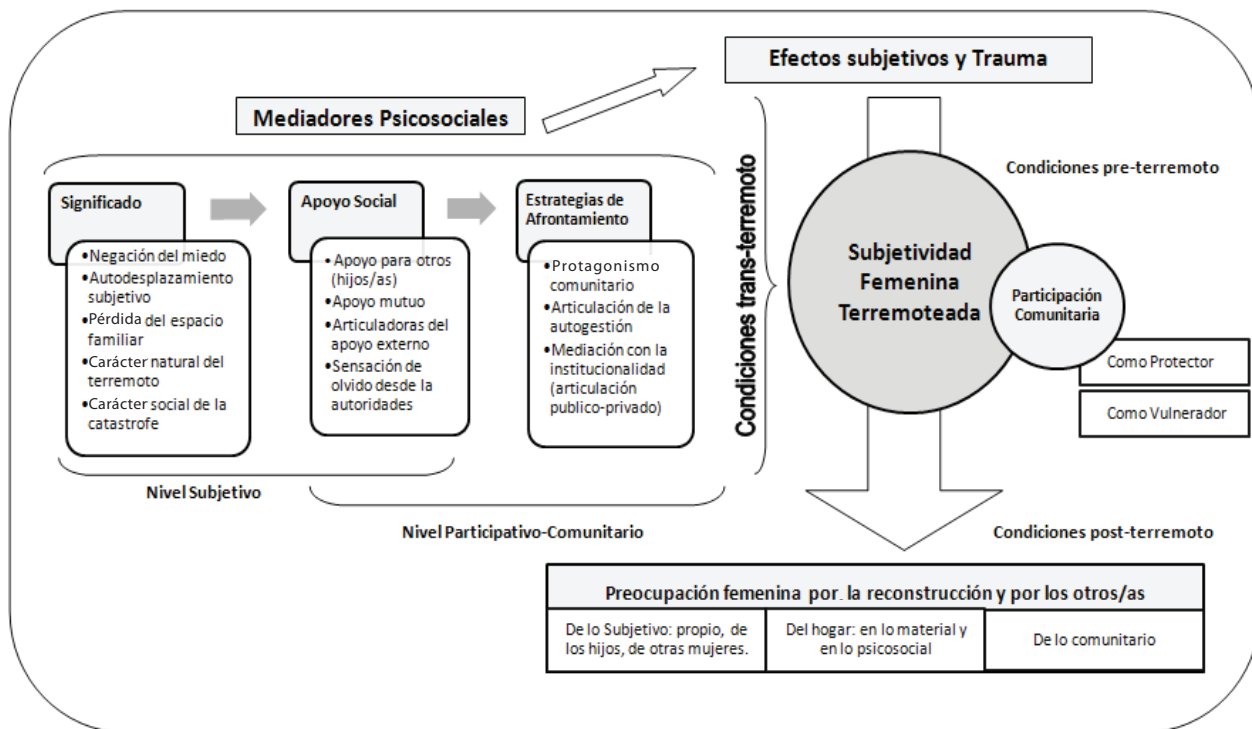 Efectos subjetivos y Trauma
Mediadores Psicosociales
Condiciones pre-terremoto
Significado
•Negación del miedo
•Autodesplazamiento
subjetivo
•Pérdida del espacio
familiar
•Carácter natural del
terremoto
•Carácter social de la
catastrofe
Apoyo Social
•Apoyo para otros
(hijos/as)
•Apoyo mutuo
•Articuladoras del
apoyo externo
•Sensación de
olvido desde la
autoridades
Estrategias de
Afrontamiento
•Protagonismo
comunitario
•Articulación de la
autogestión
•Mediación con la
institucionalidad
(articulación
publico-privado)
Condiciones trans-terremoto
Subjetividad
Femenina
Terremoteada
Participación
Comunitaria
Como Protector
Como Vulnerador
Nivel Subjetivo
Nivel Participativo-Comunitario
Condiciones post-terremoto
Preocupación femenina por. la reconstrucción y por los otros/as
De lo Subjetivo: propio, de
los hijos, de otras mujeres.
Del hogar: en lo material y
en lo psicosocial
De lo comunitario